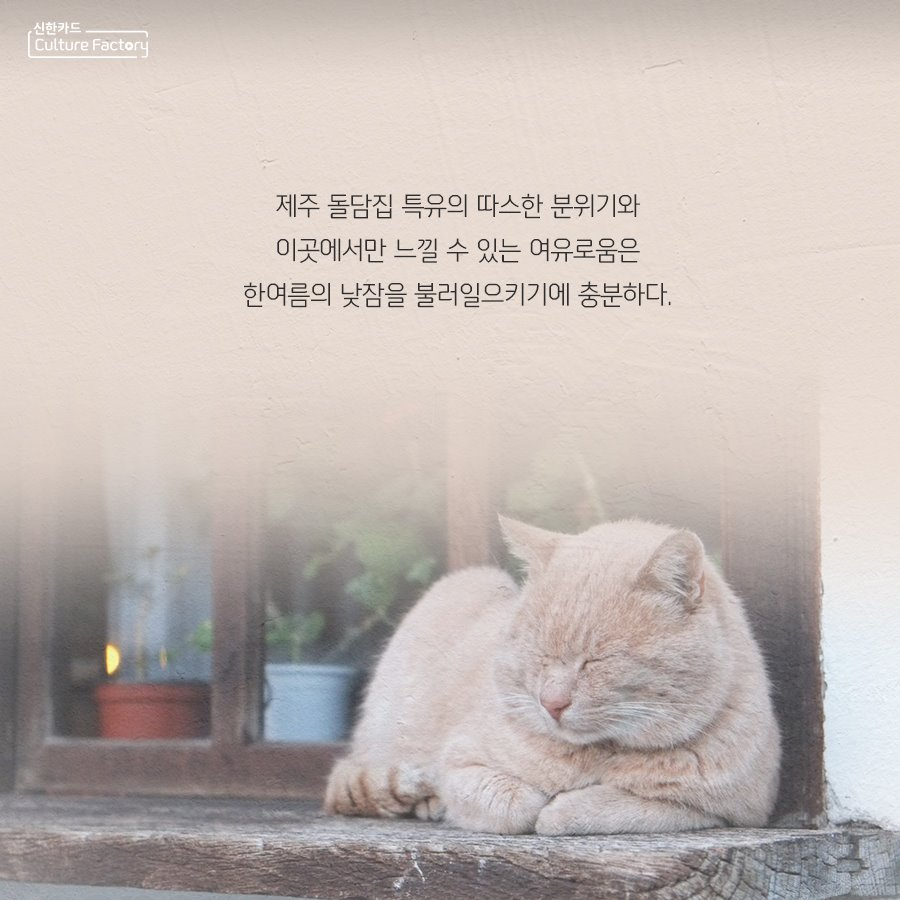 신한카드
Culture Factory
제주 돌담집 특유의 따스한 분위기와
이곳에서만 느낄 수 있는 여유로움은
한여름의 낮잠을 불러일으키기에 충분하다.